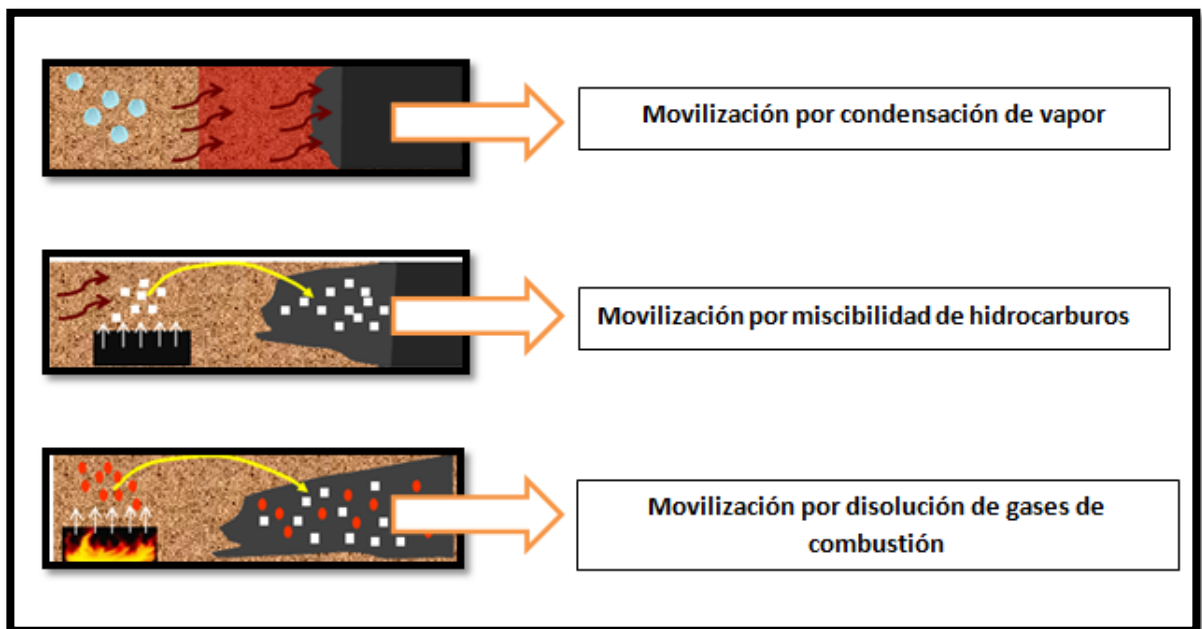 Movilización por condensación de vapor
Movilización por miscibilidad de hidrocarburos
Movilización por disolución de gases de
combustión